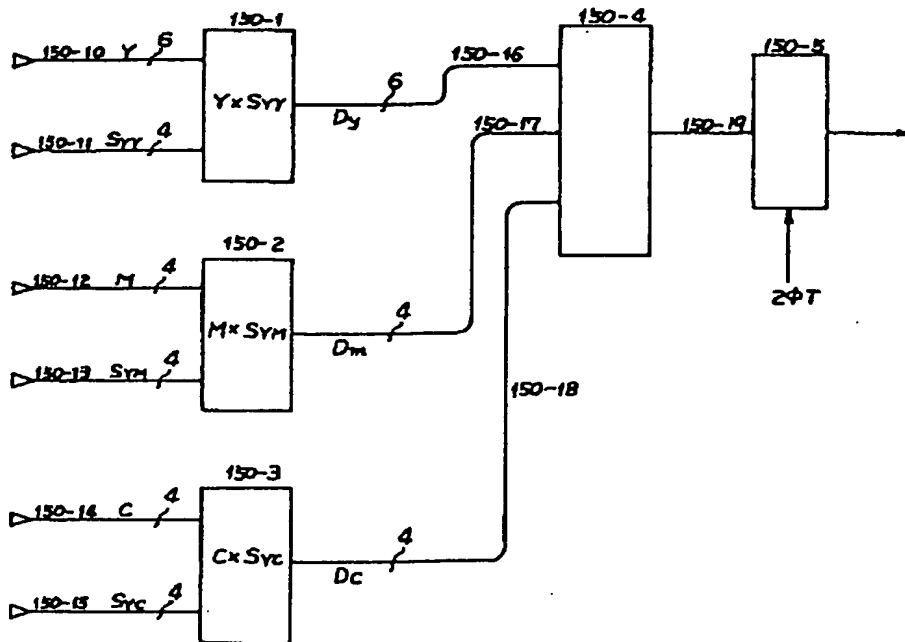 150-1
150-4
150-5
150-10 Y 6
150-16
Y×SYY
6
Dy
150-17
150-19
150-11 SYY 4
150-2
2ΦT
150-12 M 4
M×SYM
4
Dm
150-13 SYM 4
150-18
150-3
150-14 C 4
C×SYC
4
Dc
150-15 SYC 4